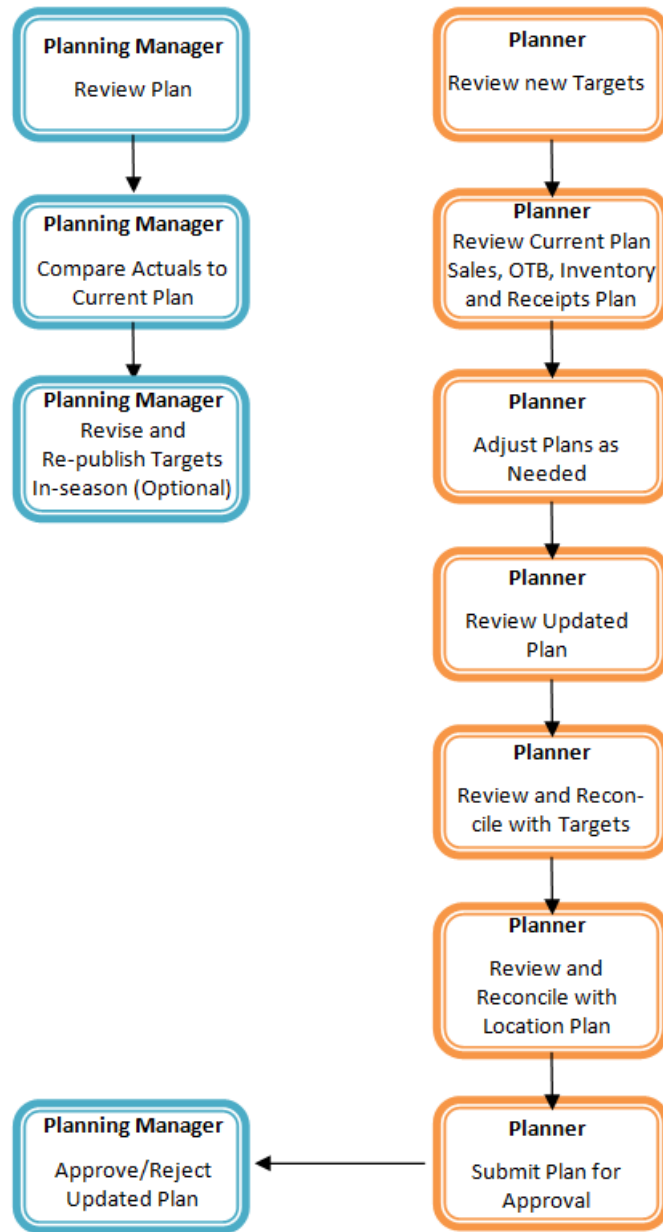 Planning Manager
Review Plan
Planning Manager
Compare Actuals to
Current Plan
Planning Manager
Revise and
Re-publish Targets
In-season (Optional)
Planner
Review new Targets
Planner
Review Current Plan
Sales, OTB, Inventory
and Receipts Plan
Planner
Adjust Plans as
Needed
Planner
Review Updated
Plan
Planner
Review and Recon-
cile with Targets
Planner
Review and
Reconcile with
Location Plan
Planner
Submit Plan for
Approval
Planning Manager
Approve/Reject
Updated Plan